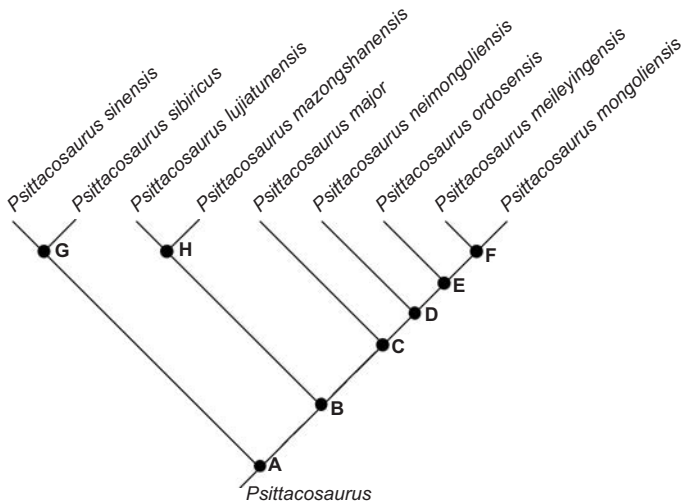 Psittacosaurus sinensis
Psittacosaurus sibiricus
Psittacosaurus lujiatunensis
Psittacosaurus mazongshanensis
Psittacosaurus major
Psittacosaurus neimongoliensis
Psittacosaurus ordosensis
Psittacosaurus meileyingensis
Psittacosaurus mongoliensis
G
H
F
E
D
C
B
A
Psittacosaurus